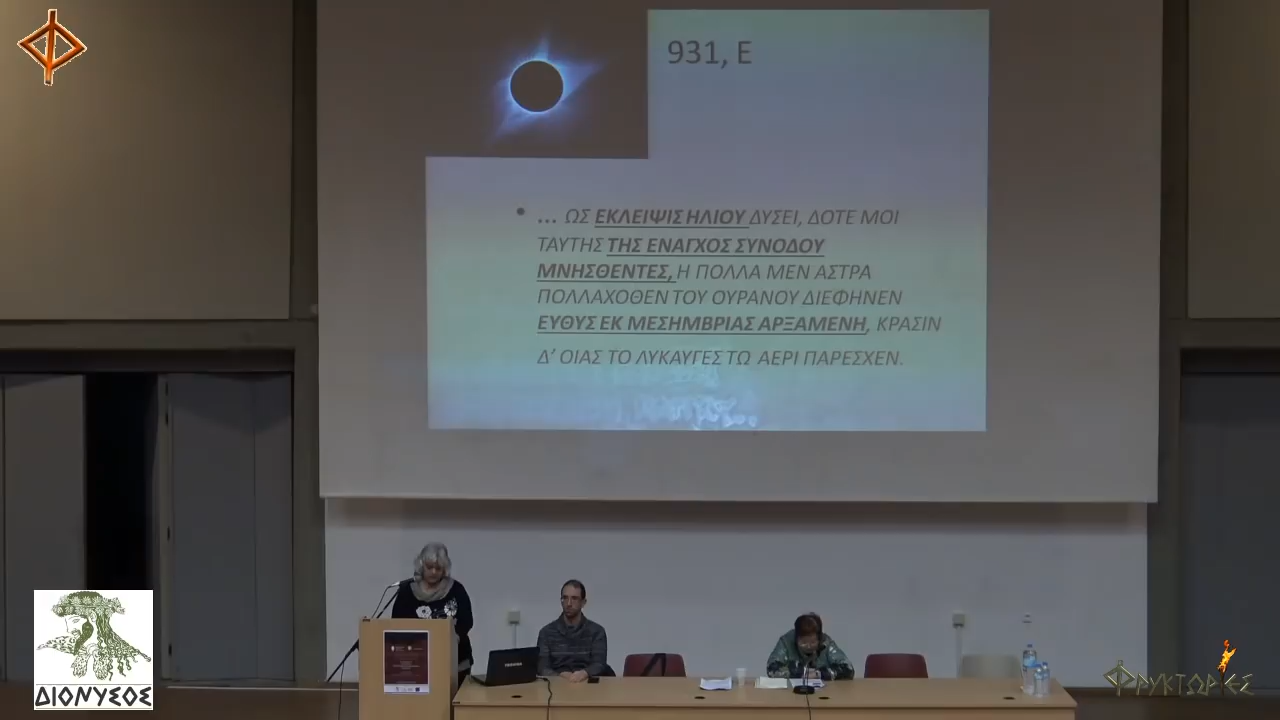 931, Ε
• ... ΩΣ ΕΚΛΕΙΨΙΣ ΗΛΙΟΥ ΔΥΣΕΙ, ΔΟΤΕ ΜΟΙ
ΤΑΥΤΗΣ ΤΗΣ ΕΝΑΓΧΟΣ ΣΥΝΟΔΟΥ
ΜΝΗΣΘΕΝΤΕΣ, Η ΠΟΛΛΑ ΜΕΝ ΑΣΤΡΑ
ΠΟΛΛΑΧΟΘΕΝ ΤΟΥ ΟΥΡΑΝΟΥ ΔΙΕΦΗΝΕΝ
ΕΥΘΥΣ ΕΚ ΜΕΣΗΜΒΡΙΑΣ ΑΡΞΑΜΕΝΗ, ΚΡΑΣΙΝ
Δ’ ΟΙΑΣ ΤΟ ΛΥΚΑΥΓΕΣ ΤΩ ΑΕΡΙ ΠΑΡΕΣΧΕΝ.
TOSHIBA
ΔΙΟΝΥΣΟΣ
ΦΡΥΚΤΩΡΙΕΣ